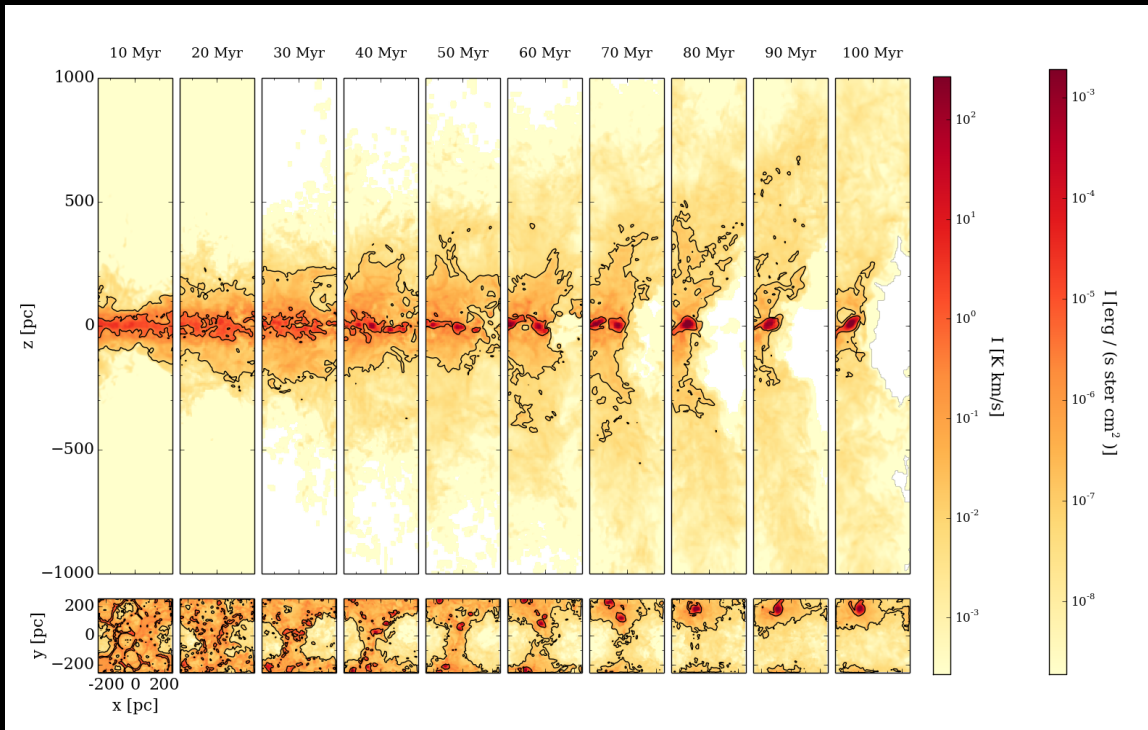 10 Myr 20 Myr 30 Myr 40 Myr 50 Myr 60 Myr 70 Myr 80 Myr 90 Myr 100 Myr
1000
500
0
−500
−1000
z [pc]
200
0
−200
y [pc]
-200 0 200
x [pc]
10²
10¹
10⁰
10⁻¹
10⁻²
10⁻³
I [K km/s]
10⁻³
10⁻⁴
10⁻⁵
10⁻⁶
10⁻⁷
10⁻⁸
I [erg / (s ster cm² )]